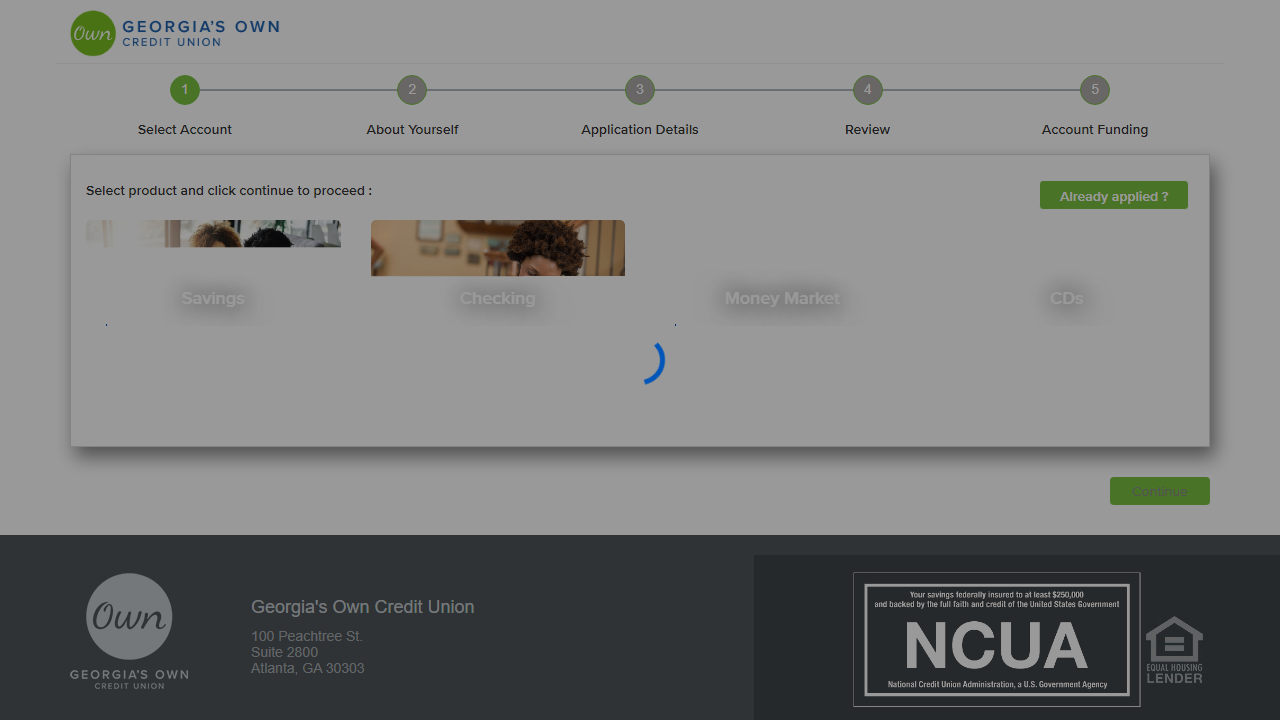 Own
GEORGIA'S OWN
CREDIT UNION
1
2
3
4
5
Select Account
About Yourself
Application Details
Review
Account Funding
Select product and click continue to proceed :
Already applied ?
Savings
Checking
Money Market
CDs
Continue
Own
GEORGIA'S OWN
CREDIT UNION
Georgia's Own Credit Union
100 Peachtree St.
Suite 2800
Atlanta, GA 30303
Your savings federally insured to at least $250,000
and backed by the full faith and credit of the United States Government
NCUA
National Credit Union Administration, a U.S. Government Agency
EQUAL HOUSING
LENDER